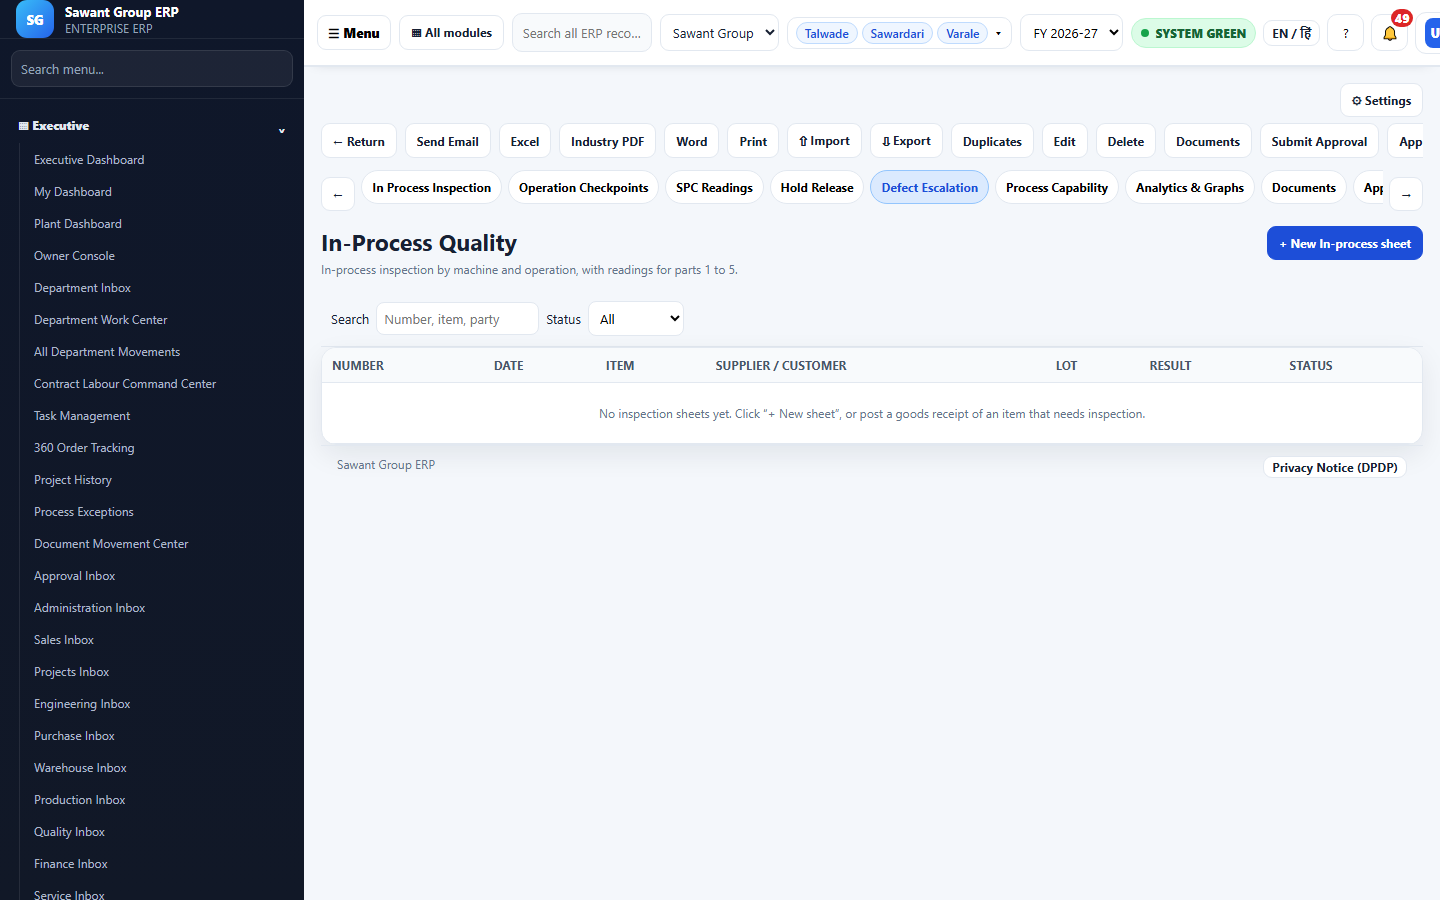 SG
Sawant Group ERP
ENTERPRISE ERP
Search menu...
Executive
Executive Dashboard
My Dashboard
Plant Dashboard
Owner Console
Department Inbox
Department Work Center
All Department Movements
Contract Labour Command Center
Task Management
360 Order Tracking
Project History
Process Exceptions
Document Movement Center
Approval Inbox
Administration Inbox
Sales Inbox
Projects Inbox
Engineering Inbox
Purchase Inbox
Warehouse Inbox
Production Inbox
Quality Inbox
Finance Inbox
Service Inbox
☰ Menu
All modules
Search all ERP reco...
Sawant Group
Talwade Sawardari Varale
FY 2026-27
SYSTEM GREEN
EN / हिं
?
49
U
⚙ Settings
← Return
Send Email
Excel
Industry PDF
Word
Print
⇧ Import
⇩ Export
Duplicates
Edit
Delete
Documents
Submit Approval
App
←
In Process Inspection
Operation Checkpoints
SPC Readings
Hold Release
Defect Escalation
Process Capability
Analytics & Graphs
Documents
App
→
In-Process Quality
+ New In-process sheet
In-process inspection by machine and operation, with readings for parts 1 to 5.
Search Number, item, party Status All
NUMBER DATE ITEM SUPPLIER / CUSTOMER LOT RESULT STATUS
No inspection sheets yet. Click “+ New sheet”, or post a goods receipt of an item that needs inspection.
Sawant Group ERP
Privacy Notice (DPDP)